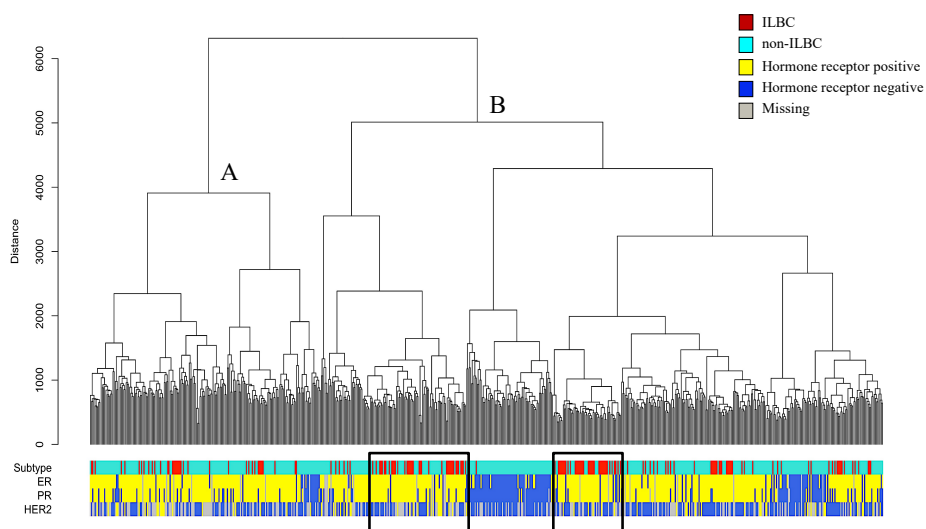 ILBC
non-ILBC
Hormone receptor positive
Hormone receptor negative
Missing
B
A
Distance
6000
5000
4000
3000
2000
1000
0
Subtype
ER
PR
HER2